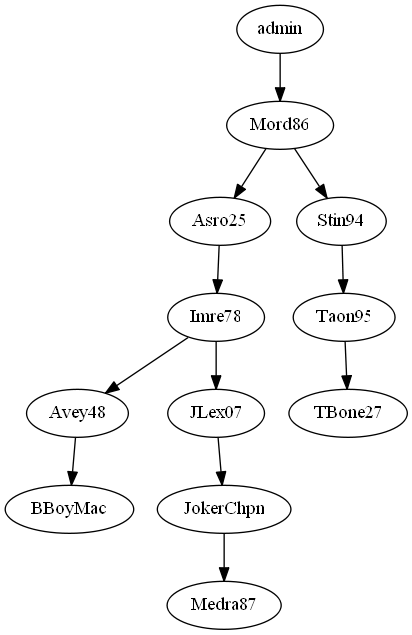 admin
Mord86
Asro25
Stin94
Imre78
Taon95
Avey48
JLex07
TBone27
BBoyMac
JokerChpn
Medra87